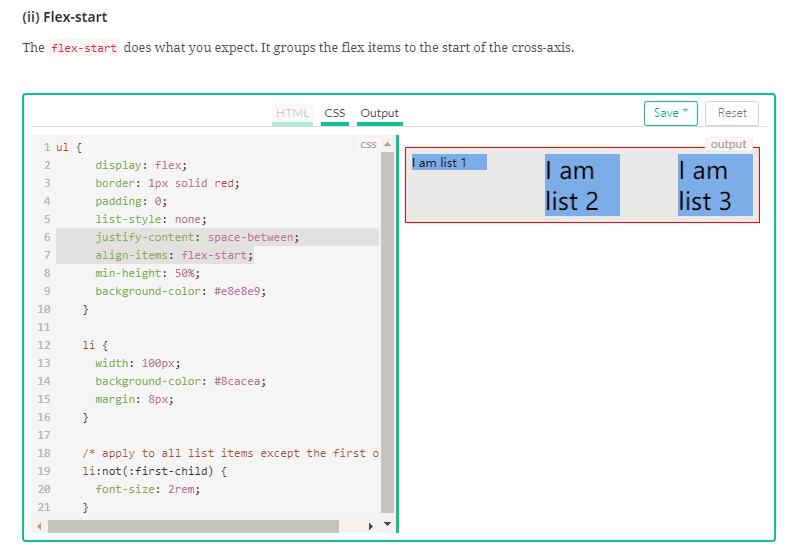 (ii) Flex-start
The flex-start does what you expect. It groups the flex items to the start of the cross-axis.
HTML CSS Output Save * Reset
css
output
1 ul {
2 display: flex;
3 border: 1px solid red;
4 padding: 0;
5 list-style: none;
6 justify-content: space-between;
7 align-items: flex-start;
8 min-height: 50%;
9 background-color: #e8e8e9;
10 }
11
12 li {
13 width: 100px;
14 background-color: #8cacea;
15 margin: 8px;
16 }
17
18 /* apply to all list items except the first o
19 li:not(:first-child) {
20 font-size: 2rem;
21 }
I am list 1
I am
list 2
I am
list 3